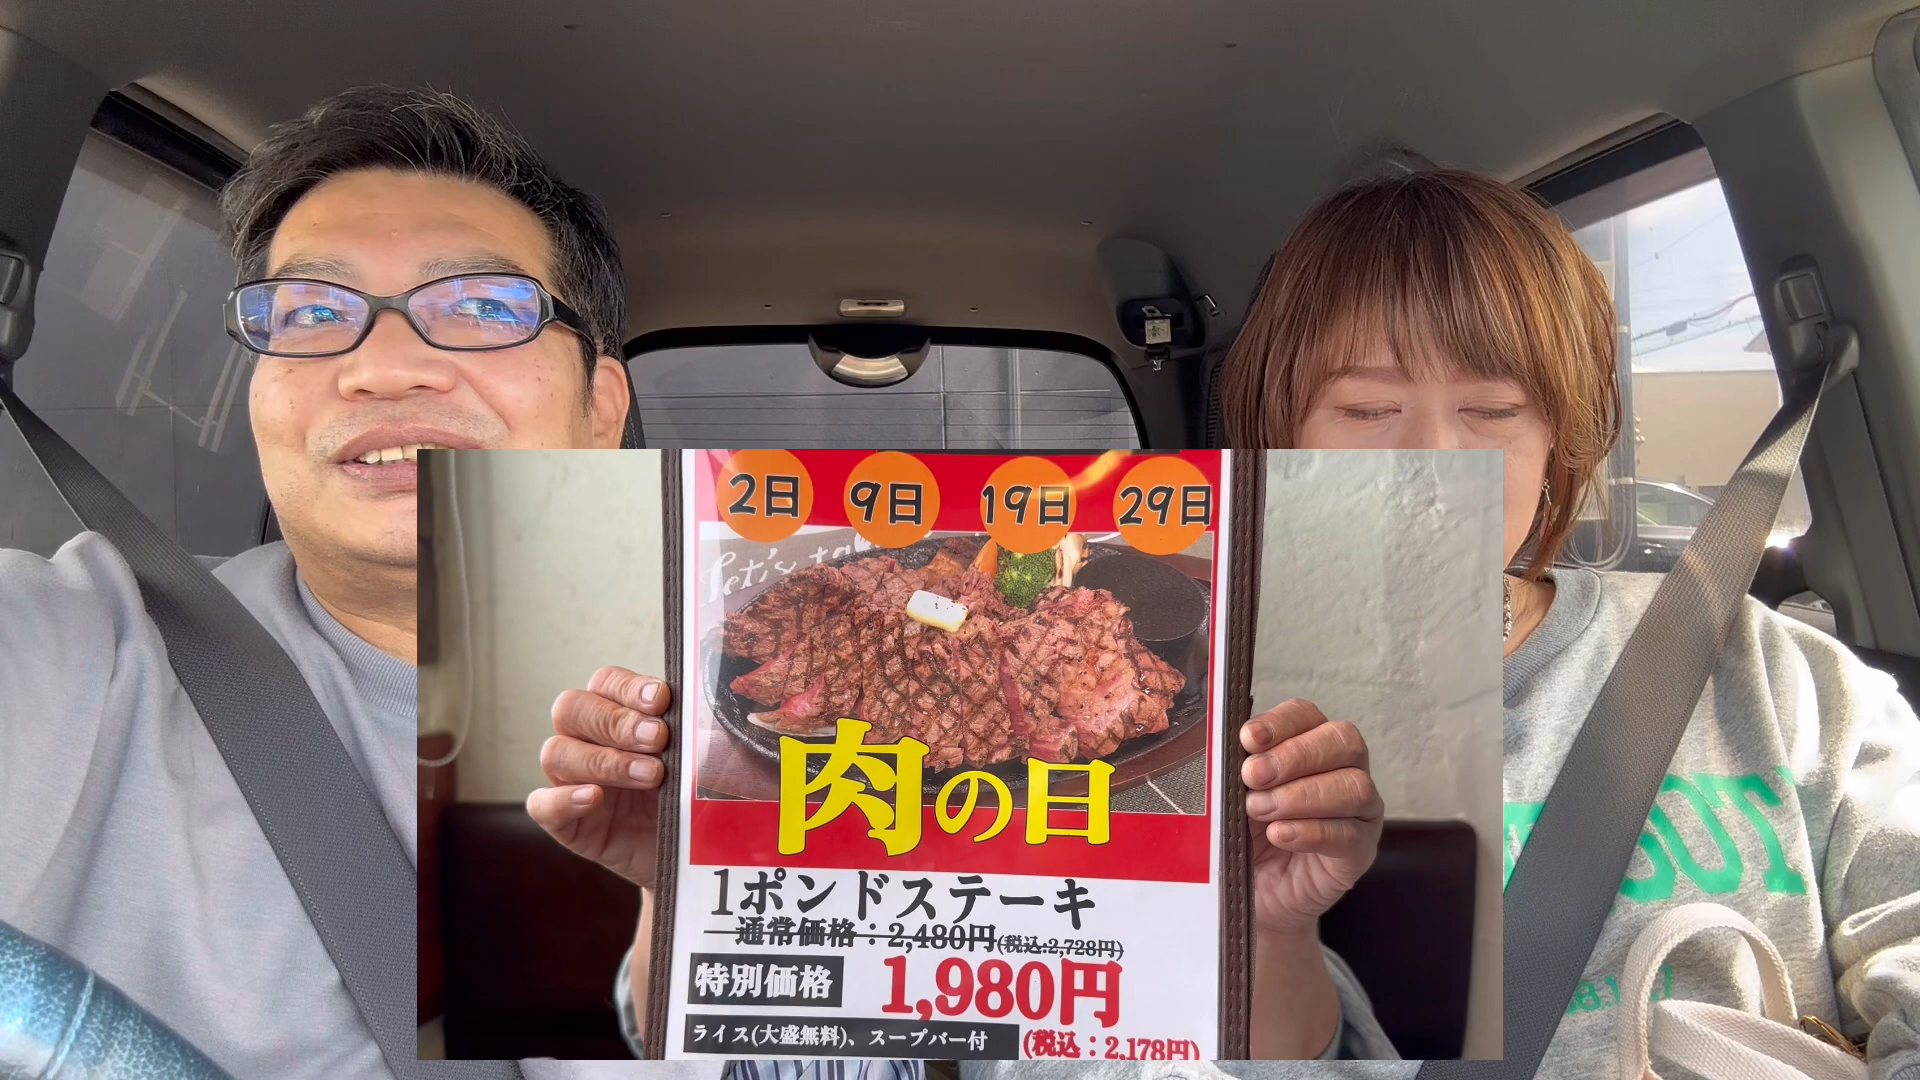 2日 9日 19日 29日
Let's
肉の日
1ポンドステーキ
通常価格：2,480円(税込:2,728円)
特別価格 1,980円
ライス(大盛無料)、スープバー付 (税込：2,178円)